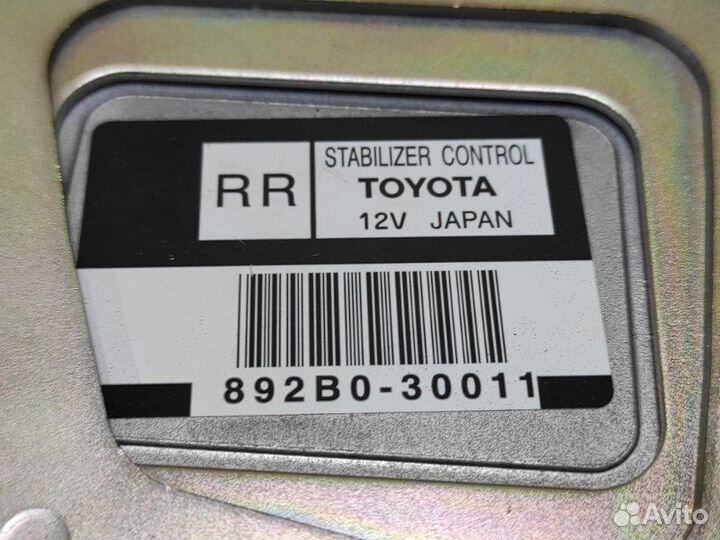 RR
STABILIZER CONTROL
TOYOTA
12V JAPAN
892B0-30011
Avito